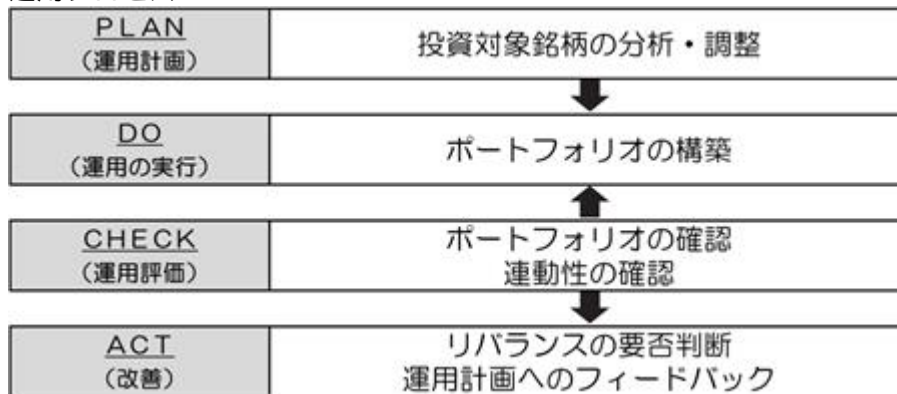 PLAN
(運用計画)
投資対象銘柄の分析・調整
DO
(運用の実行)
ポートフォリオの構築
CHECK
(運用評価)
ポートフォリオの確認
連動性の確認
ACT
(改善)
リバランスの要否判断
運用計画へのフィードバック